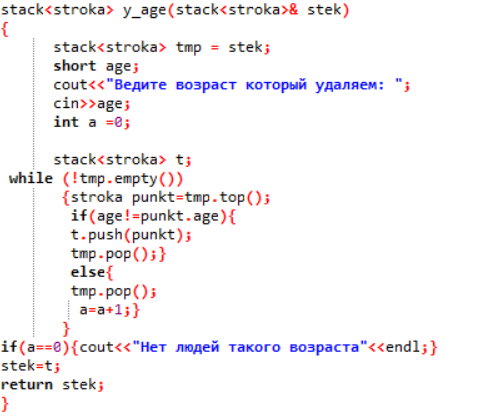 stack<stroka> y_age(stack<stroka>& stek)
{
stack<stroka> tmp = stek;
short age;
cout<<"Ведите возраст который удаляем: ";
cin>>age;
int a =0;
stack<stroka> t;
while (!tmp.empty())
{stroka punkt=tmp.top();
if(age!=punkt.age){
t.push(punkt);
tmp.pop();}
else{
tmp.pop();
a=a+1;}
}
if(a==0){cout<<"Нет людей такого возраста"<<endl;}
stek=t;
return stek;
}